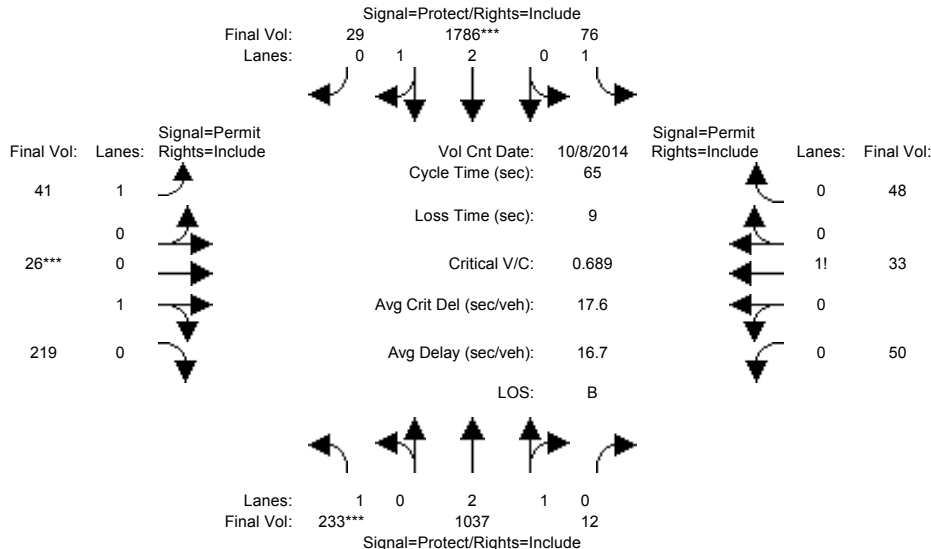 Signal=Protect/Rights=Include
Final Vol: 29 1786*** 76
Lanes: 0 1 2 0 1
Signal=Permit Signal=Permit
Final Vol: Lanes: Rights=Include Vol Cnt Date: 10/8/2014 Rights=Include Lanes: Final Vol:
Cycle Time (sec): 65
41 1 0 48
Loss Time (sec): 9
0 0
26*** 0 Critical V/C: 0.689 1! 33
1 Avg Crit Del (sec/veh): 17.6 0
219 0 Avg Delay (sec/veh): 16.7 0 50
LOS: B
Lanes: 1 0 2 1 0
Final Vol: 233*** 1037 12
Signal=Protect/Rights=Include